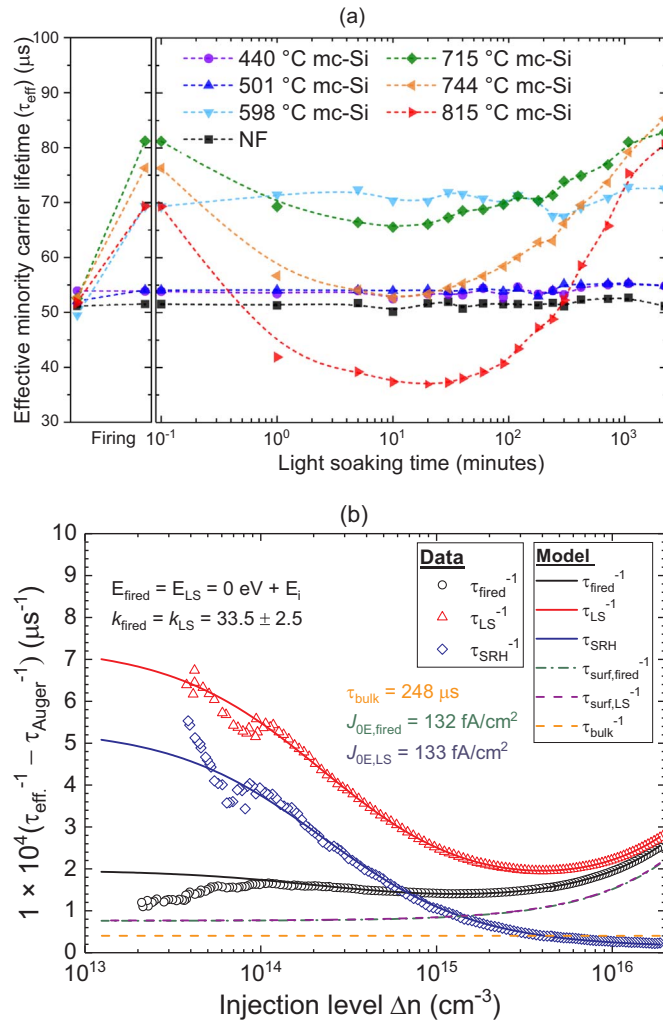 (a)
Effective minority carrier lifetime (τeff) (μs)
100
90
80
70
60
50
40
30
440 °C mc-Si
715 °C mc-Si
501 °C mc-Si
744 °C mc-Si
598 °C mc-Si
815 °C mc-Si
NF
Firing
10⁻¹
10⁰
10¹
10²
10³
Light soaking time (minutes)
(b)
1 × 10⁴(τeff.⁻¹ − τAuger⁻¹) (μs⁻¹)
10
9
8
7
6
5
4
3
2
1
0
Efired = ELS = 0 eV + Ei
kfired = kLS = 33.5 ± 2.5
Data
τfired⁻¹
τLS⁻¹
τSRH⁻¹
Model
τfired⁻¹
τLS⁻¹
τSRH
τsurf,fired⁻¹
τsurf,LS⁻¹
τbulk⁻¹
τbulk = 248 μs
J0E,fired = 132 fA/cm²
J0E,LS = 133 fA/cm²
10¹³
10¹⁴
10¹⁵
10¹⁶
Injection level Δn (cm⁻³)